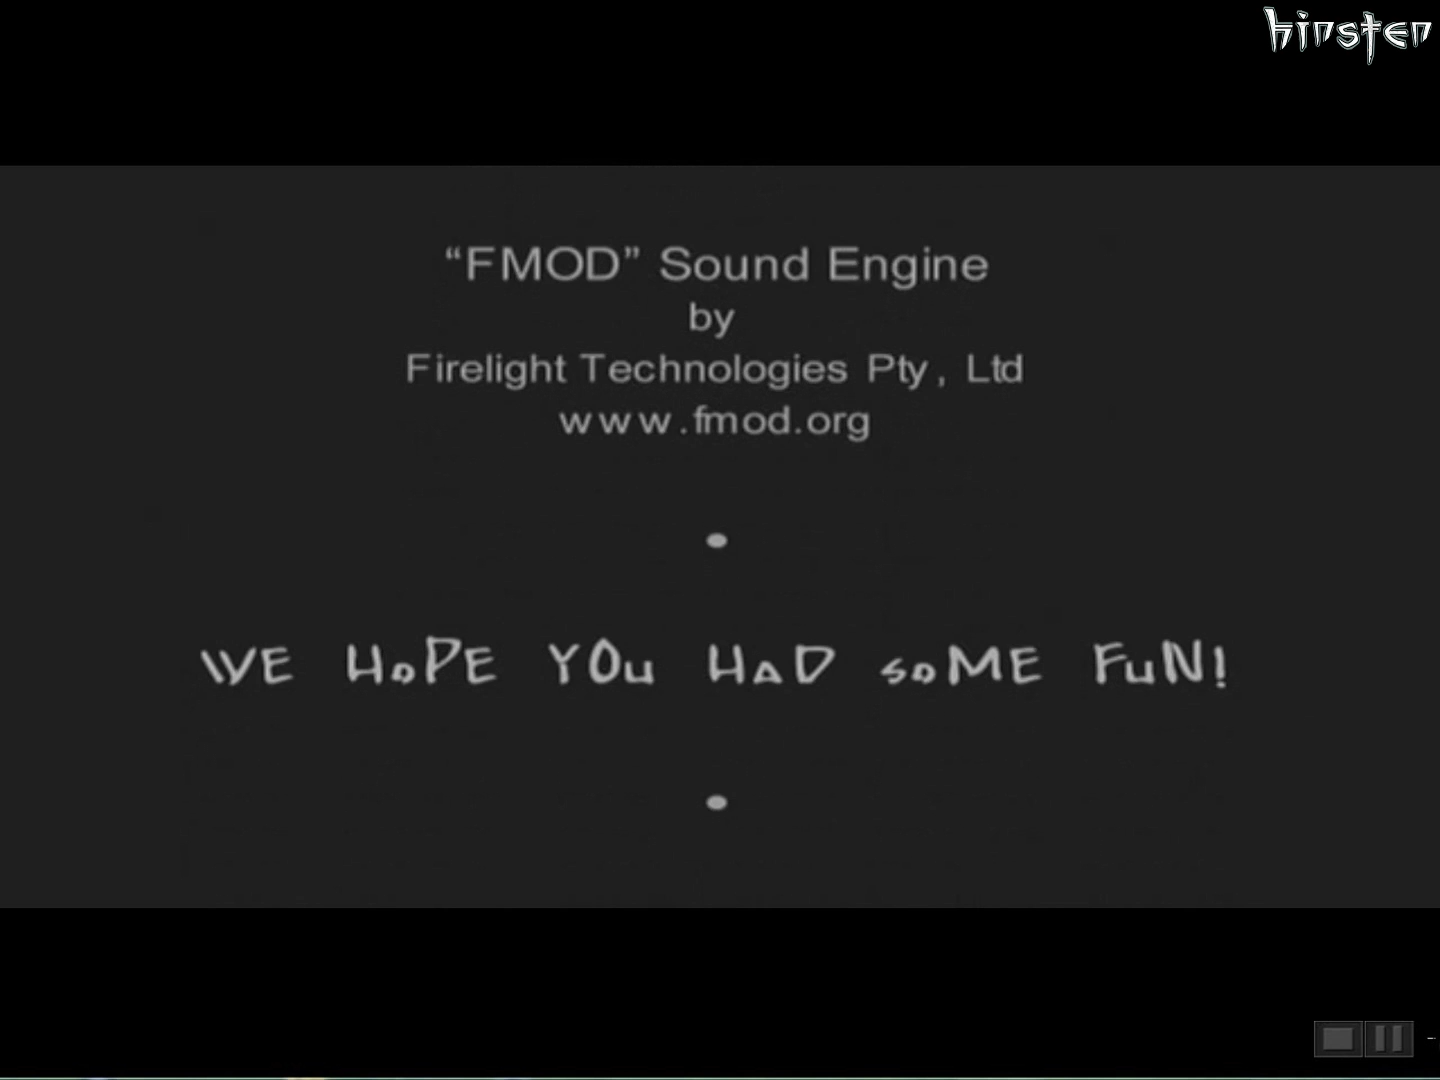 hinsten
“FMOD” Sound Engine
by
Firelight Technologies Pty, Ltd
www.fmod.org
WE HoPE YOu HAD soME FuN!